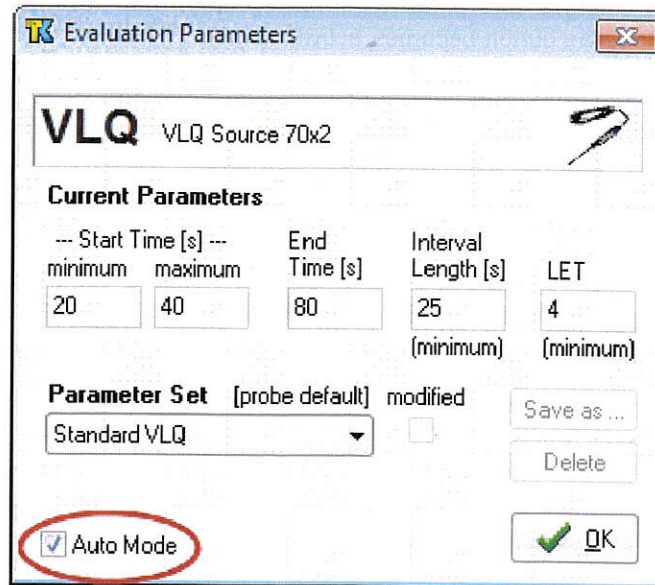 TK Evaluation Parameters
VLQ VLQ Source 70x2
Current Parameters
--- Start Time [s] --- End Interval
minimum maximum Time [s] Length [s] LET
20 40 80 25 4
(minimum) (minimum)
Parameter Set [probe default] modified Save as ...
Standard VLQ
Delete
Auto Mode OK